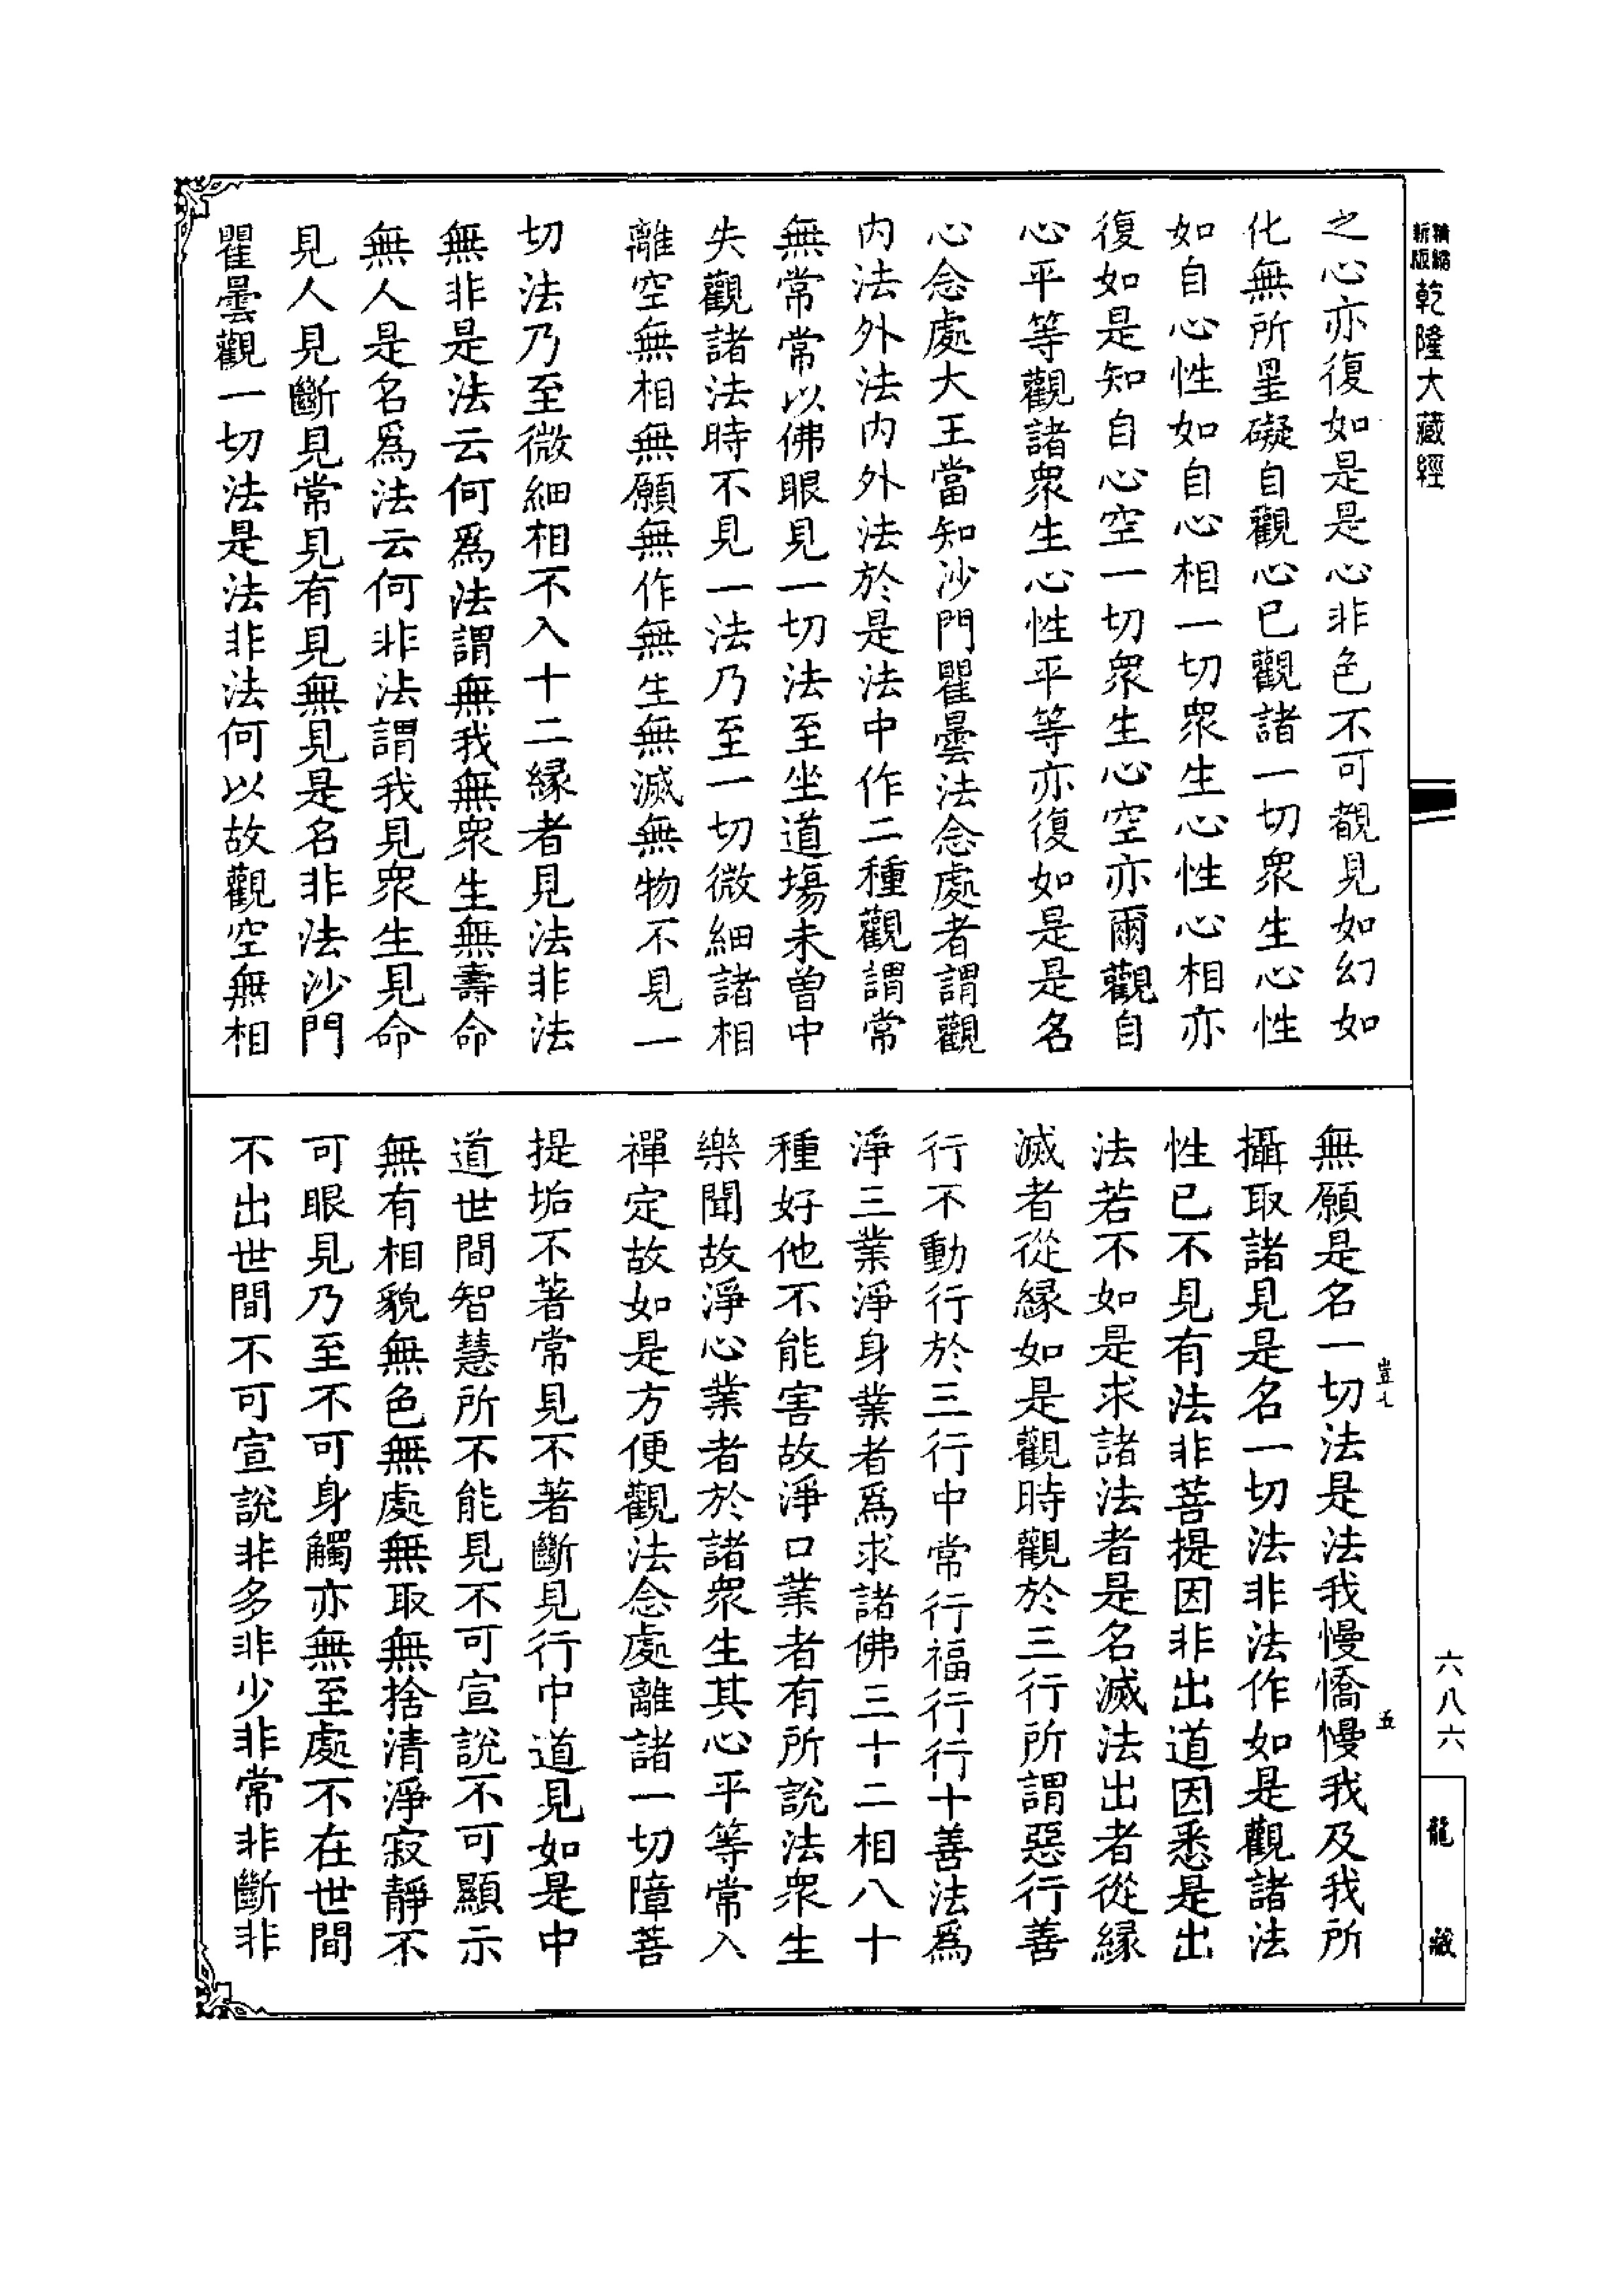 精縮新版乾隆大藏經
之心亦復如是是心非色不可覩見如幻如
化無所罣礙自觀心已觀諸一切眾生心性
如自心性如自心相一切眾生心性心相亦
復如是知自心空一切眾生心空亦爾觀自
心平等觀諸眾生心性平等亦復如是是名
心念處大王當知沙門瞿曇法念處者謂觀
內法外法內外法於是法中作二種觀謂常
無常常以佛眼見一切法至坐道場未曾中
失觀諸法時不見一法乃至一切微細諸相
離空無相無願無作無生無滅無物不見一
切法乃至微細相不入十二緣者見法非法
無非是法云何為法謂無我無眾生無壽命
無人是名為法云何非法謂我見眾生見命
見人見斷見常見有見無見是名非法沙門
瞿曇觀一切法是法非法何以故觀空無相
無願是名一切法是法我慢憍慢我及我所
攝取諸見是名一切法非法作如是觀諸法
性已不見有法非菩提因非出道因悉是出
法若不如是求諸法者是名滅法出者從緣
滅者從緣如是觀時觀於三行所謂惡行善
行不動行於三行中常行福行行十善法為
淨三業淨身業者為求諸佛三十二相八十
種好他不能害故淨口業者有所說法眾生
樂聞故淨心業者於諸眾生其心平等常入
禪定故如是方便觀法念處離諸一切障菩
提垢不著常見不著斷見行中道見如是中
道世間智慧所不能見不可宣說不可顯示
無有相貌無色無處無取無捨清淨寂靜不
可眼見乃至不可身觸亦無至處不在世間
不出世間不可宣說非多非少非常非斷非
豈七
五
六八六
龍藏